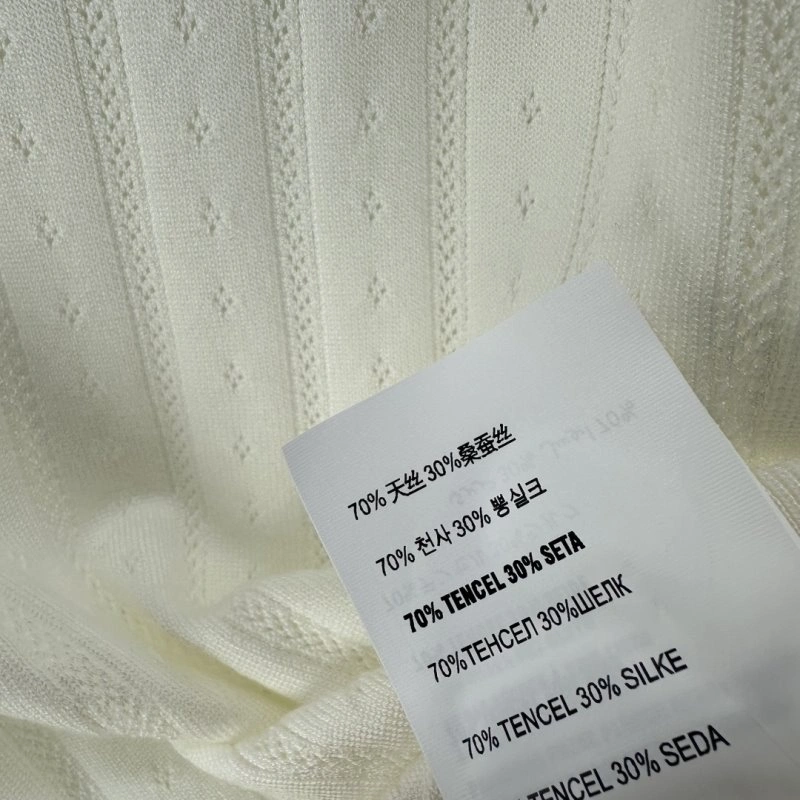 70% 天丝 30%桑蚕丝
70% 천사 30% 뽕실크
70% TENCEL 30% SETA
70%ТЕНСЕЛ 30%ШЕЛК
70% TENCEL 30% SILKE
TENCEL 30% SEDA